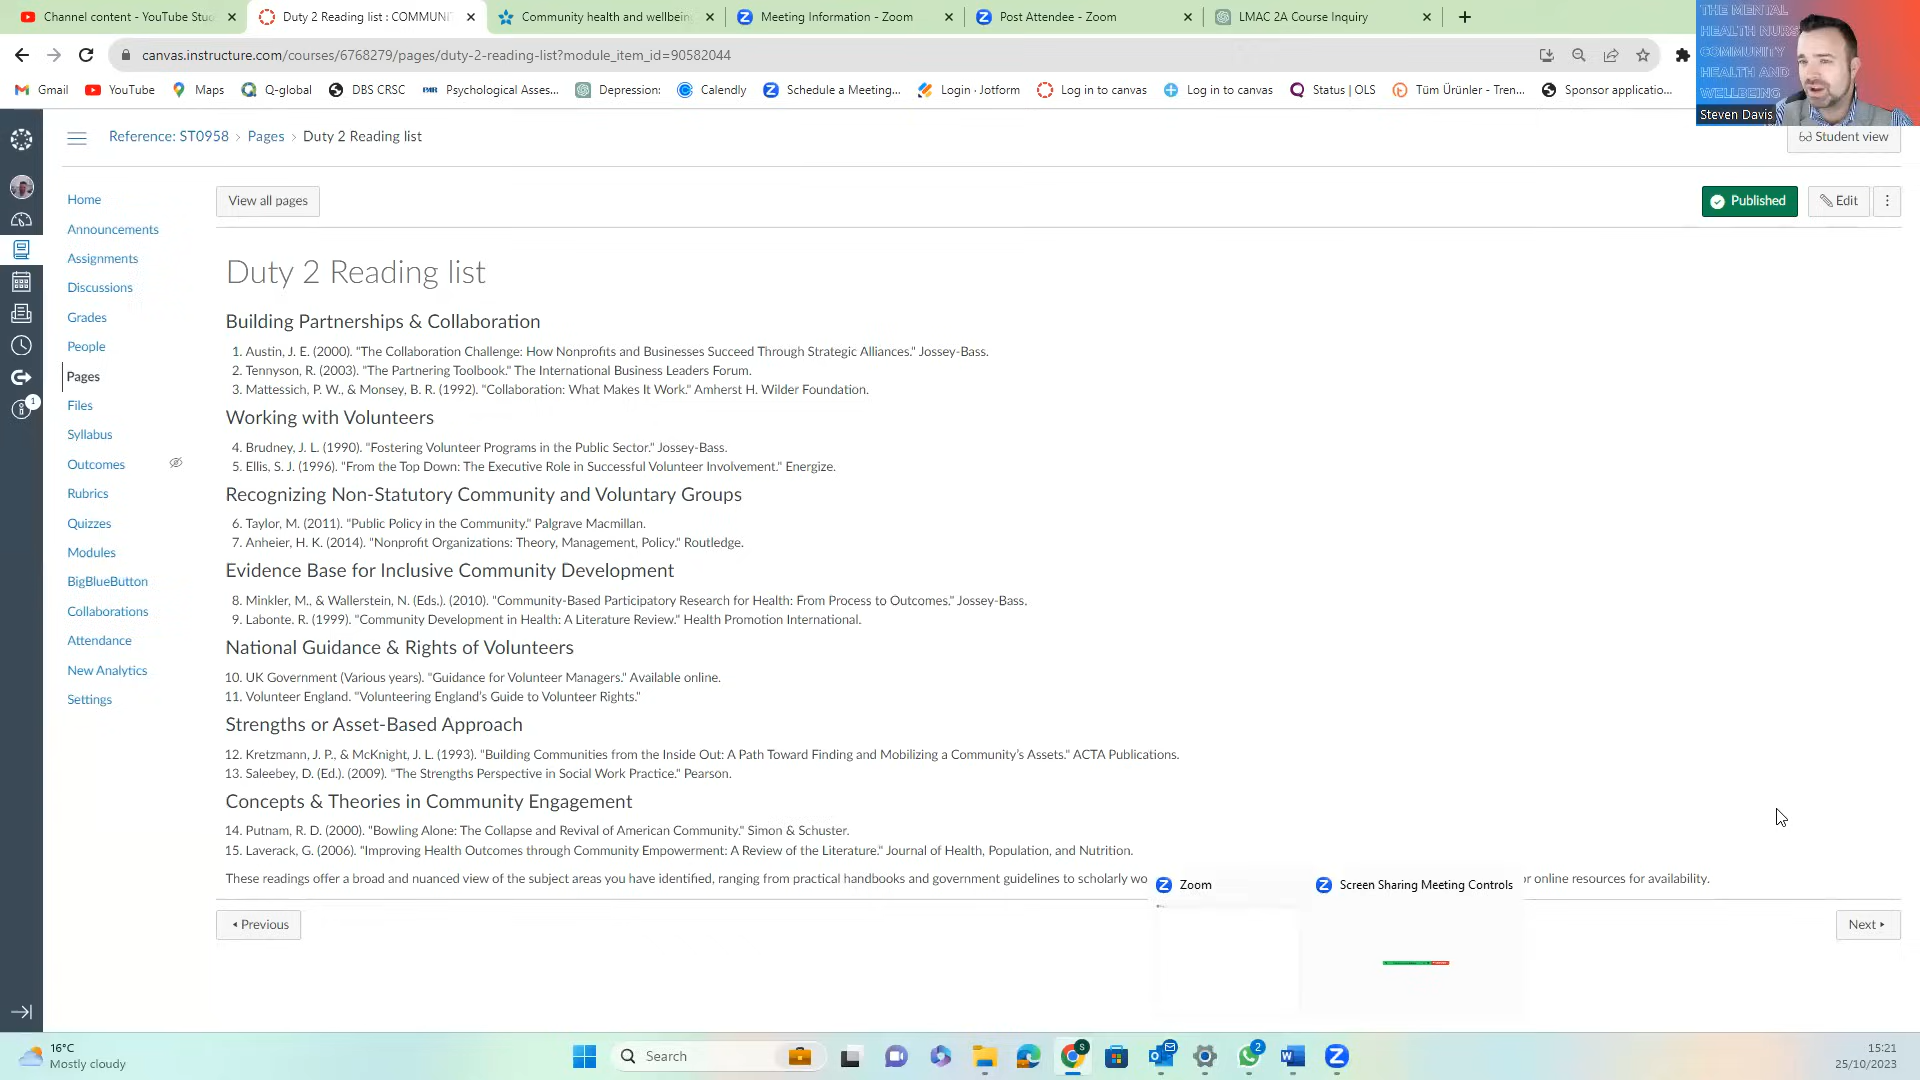 Channel content - YouTube Stu
Duty 2 Reading list : COMMUNI
Community health and wellbein
Meeting Information - Zoom
Post Attendee - Zoom
LMAC 2A Course Inquiry
canvas.instructure.com/courses/6768279/pages/duty-2-reading-list?module_item_id=90582044
Gmail YouTube Maps Q-global DBS CRSC Psychological Asses... Depression: Calendly Schedule a Meeting... Login · Jotform Log in to canvas Log in to canvas Status | OLS Tüm Ürünler - Tren... Sponsor applicatio...
THE MENTAL
HEALTH NURS
COMMUNITY
HEALTH AND
WELLBEING
Steven Davis
Reference: ST0958 › Pages › Duty 2 Reading list
Student view
Home
Announcements
Assignments
Discussions
Grades
People
Pages
Files
Syllabus
Outcomes
Rubrics
Quizzes
Modules
BigBlueButton
Collaborations
Attendance
New Analytics
Settings
1
View all pages
Published
Edit
Duty 2 Reading list
Building Partnerships & Collaboration
1. Austin, J. E. (2000). "The Collaboration Challenge: How Nonprofits and Businesses Succeed Through Strategic Alliances." Jossey-Bass.
2. Tennyson, R. (2003). "The Partnering Toolbook." The International Business Leaders Forum.
3. Mattessich, P. W., & Monsey, B. R. (1992). "Collaboration: What Makes It Work." Amherst H. Wilder Foundation.
Working with Volunteers
4. Brudney, J. L. (1990). "Fostering Volunteer Programs in the Public Sector." Jossey-Bass.
5. Ellis, S. J. (1996). "From the Top Down: The Executive Role in Successful Volunteer Involvement." Energize.
Recognizing Non-Statutory Community and Voluntary Groups
6. Taylor, M. (2011). "Public Policy in the Community." Palgrave Macmillan.
7. Anheier, H. K. (2014). "Nonprofit Organizations: Theory, Management, Policy." Routledge.
Evidence Base for Inclusive Community Development
8. Minkler, M., & Wallerstein, N. (Eds.). (2010). "Community-Based Participatory Research for Health: From Process to Outcomes." Jossey-Bass.
9. Labonte. R. (1999). "Community Development in Health: A Literature Review." Health Promotion International.
National Guidance & Rights of Volunteers
10. UK Government (Various years). "Guidance for Volunteer Managers." Available online.
11. Volunteer England. "Volunteering England's Guide to Volunteer Rights."
Strengths or Asset-Based Approach
12. Kretzmann, J. P., & McKnight, J. L. (1993). "Building Communities from the Inside Out: A Path Toward Finding and Mobilizing a Community's Assets." ACTA Publications.
13. Saleebey, D. (Ed.). (2009). "The Strengths Perspective in Social Work Practice." Pearson.
Concepts & Theories in Community Engagement
14. Putnam, R. D. (2000). "Bowling Alone: The Collapse and Revival of American Community." Simon & Schuster.
15. Laverack, G. (2006). "Improving Health Outcomes through Community Empowerment: A Review of the Literature." Journal of Health, Population, and Nutrition.
These readings offer a broad and nuanced view of the subject areas you have identified, ranging from practical handbooks and government guidelines to scholarly wo
or online resources for availability.
Zoom
Screen Sharing Meeting Controls
Previous
Next
16°C
Mostly cloudy
Search
S
2
15:21
25/10/2023